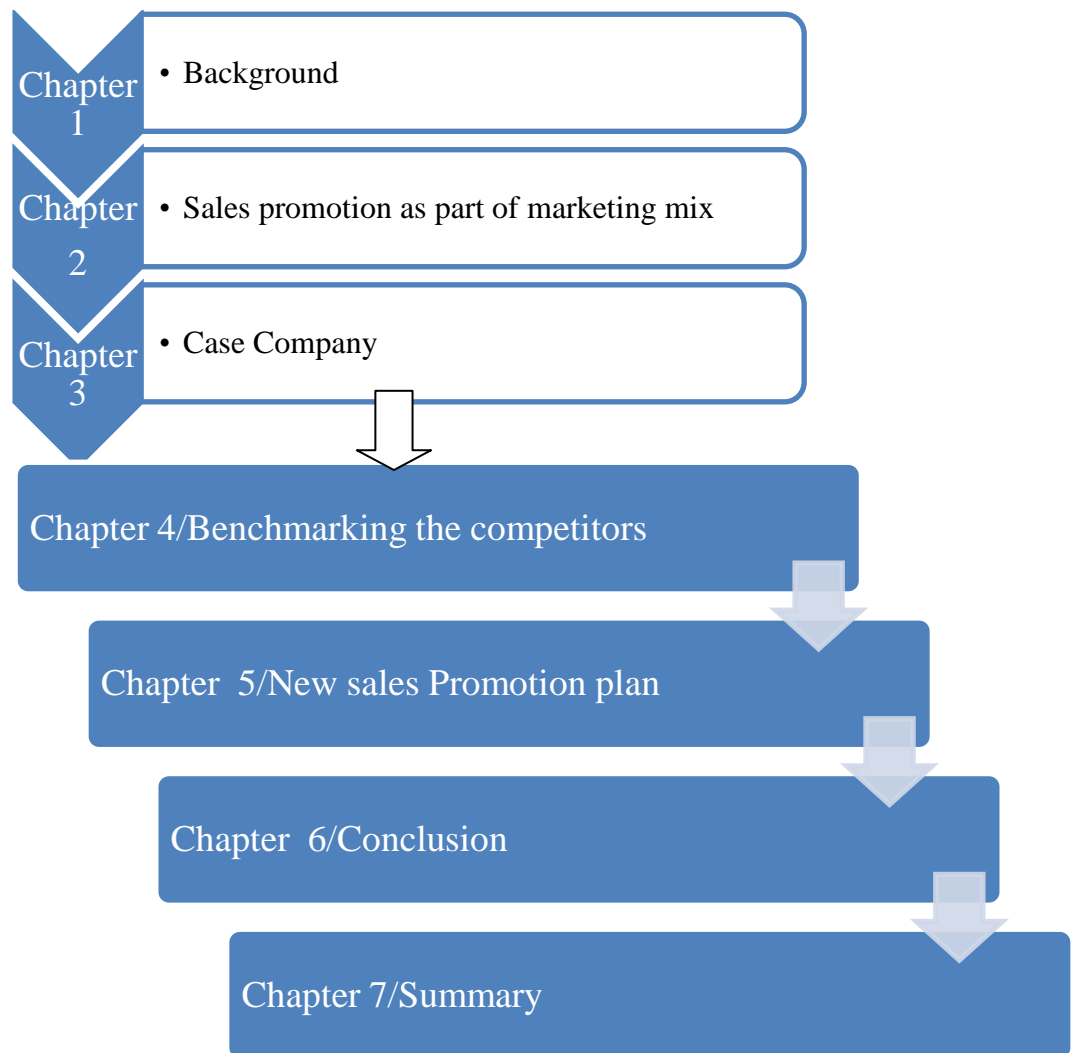 Chapter
1
• Background
Chapter
2
• Sales promotion as part of marketing mix
Chapter
3
• Case Company
Chapter 4/Benchmarking the competitors
Chapter  5/New sales Promotion plan
Chapter  6/Conclusion
Chapter 7/Summary